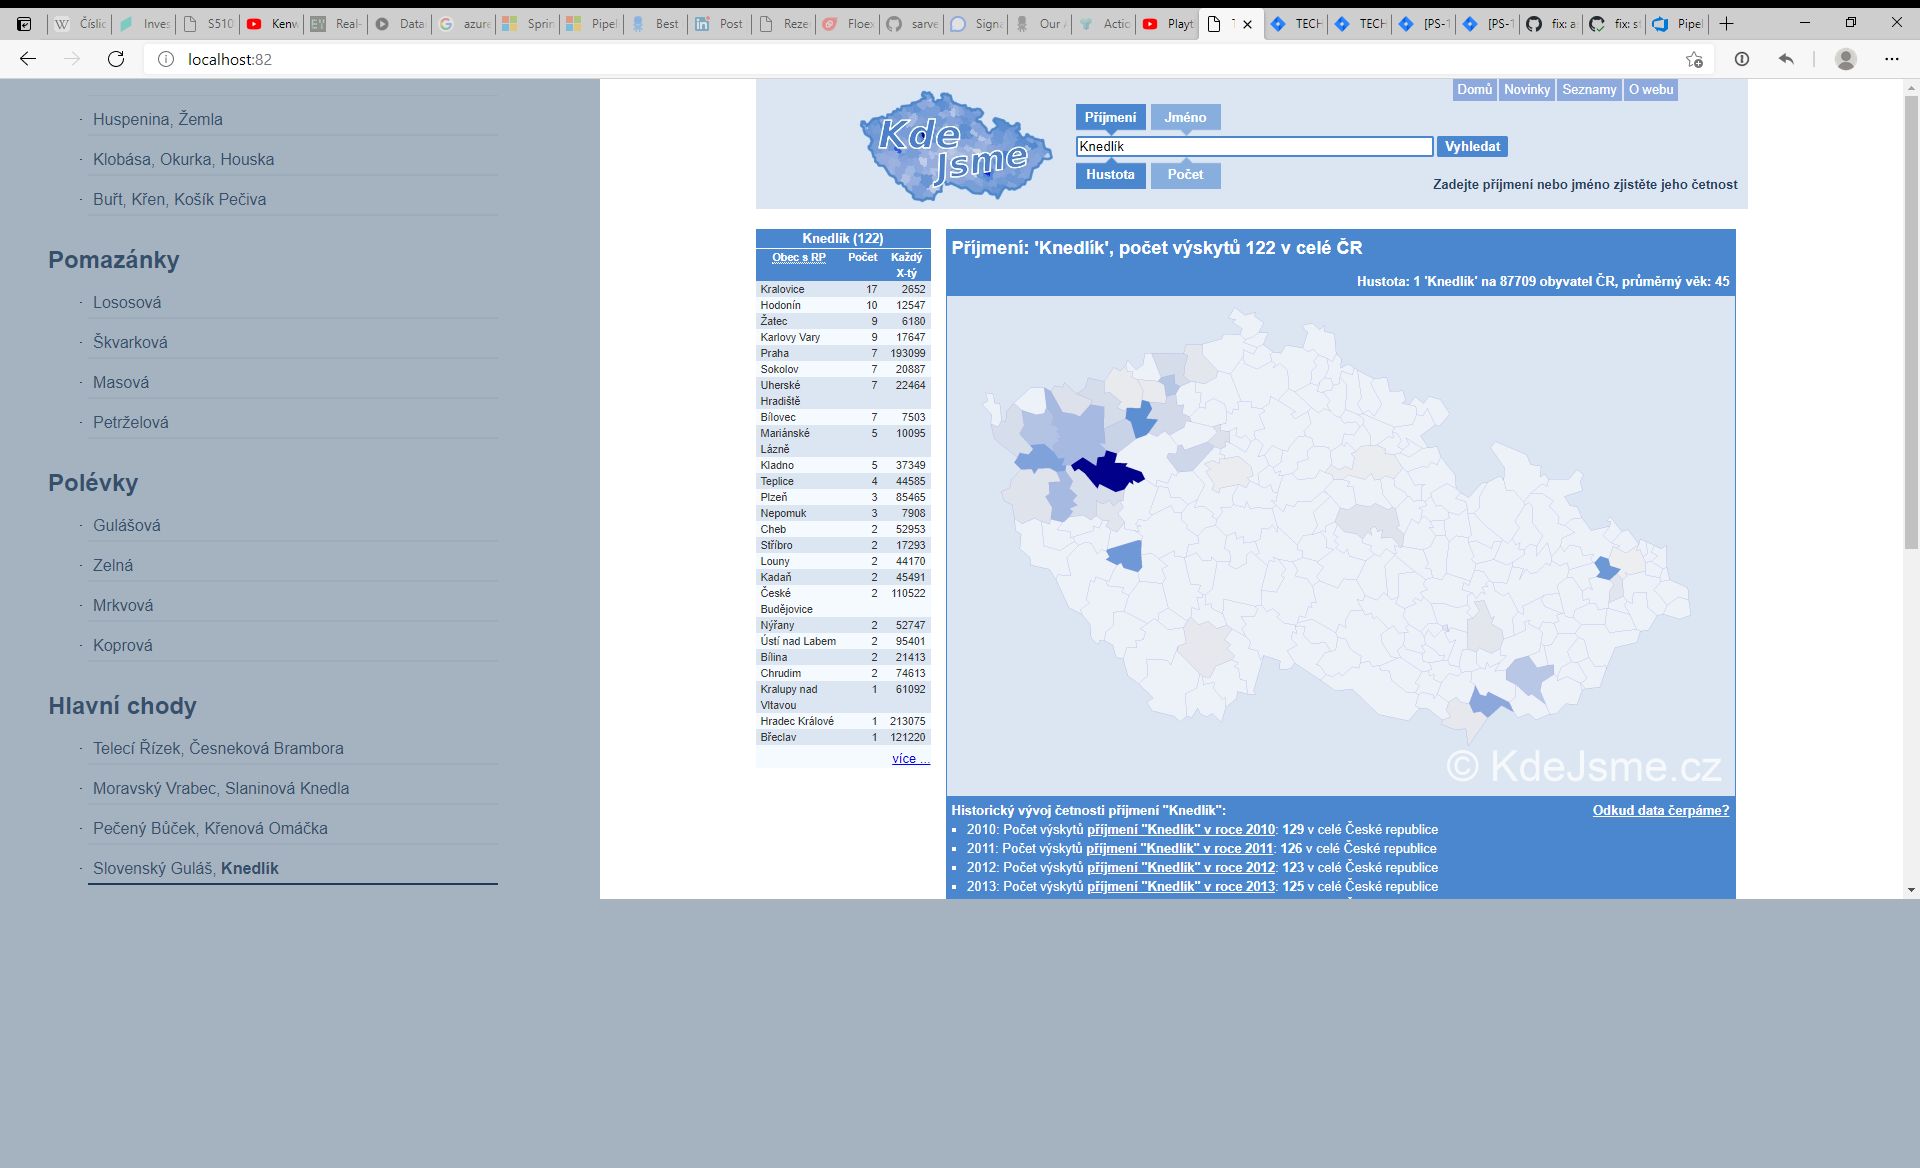 Číslic
Inves
S510
Kenw
Real-
Data
azure
Sprin
Pipel
Best
Post
Reze
Floex
sarve
Signa
Our A
Actio
Playt
TECH
TECH
[PS-1
[PS-1
fix: a
fix: s
Pipel
localhost:82
· Huspenina, Žemla
· Klobása, Okurka, Houska
· Buřt, Křen, Košík Pečiva
Pomazánky
· Lososová
· Škvarková
· Masová
· Petrželová
Polévky
· Gulášová
· Zelná
· Mrkvová
· Koprová
Hlavní chody
· Telecí Řízek, Česneková Brambora
· Moravský Vrabec, Slaninová Knedla
· Pečený Bůček, Křenová Omáčka
· Slovenský Guláš, Knedlík
Domů Novinky Seznamy O webu
Kde
Jsme
Příjmení Jméno
Knedlík Vyhledat
Hustota Počet
Zadejte příjmení nebo jméno zjistěte jeho četnost
Knedlík (122)
Obec s RP Počet Každý
X-tý
Kralovice 17 2652
Hodonín 10 12547
Žatec 9 6180
Karlovy Vary 9 17647
Praha 7 193099
Sokolov 7 20887
Uherské 7 22464
Hradiště
Bílovec 7 7503
Mariánské 5 10095
Lázně
Kladno 5 37349
Teplice 4 44585
Plzeň 3 85465
Nepomuk 3 7908
Cheb 2 52953
Stříbro 2 17293
Louny 2 44170
Kadaň 2 45491
České 2 110522
Budějovice
Nýřany 2 52747
Ústí nad Labem 2 95401
Bílina 2 21413
Chrudim 2 74613
Kralupy nad 1 61092
Vltavou
Hradec Králové 1 213075
Břeclav 1 121220
více ...
Příjmení: 'Knedlík', počet výskytů 122 v celé ČR
Hustota: 1 'Knedlík' na 87709 obyvatel ČR, průměrný věk: 45
© KdeJsme.cz
Historický vývoj četnosti příjmení "Knedlík": Odkud data čerpáme?
▪ 2010: Počet výskytů příjmení "Knedlík" v roce 2010: 129 v celé České republice
▪ 2011: Počet výskytů příjmení "Knedlík" v roce 2011: 126 v celé České republice
▪ 2012: Počet výskytů příjmení "Knedlík" v roce 2012: 123 v celé České republice
▪ 2013: Počet výskytů příjmení "Knedlík" v roce 2013: 125 v celé České republice